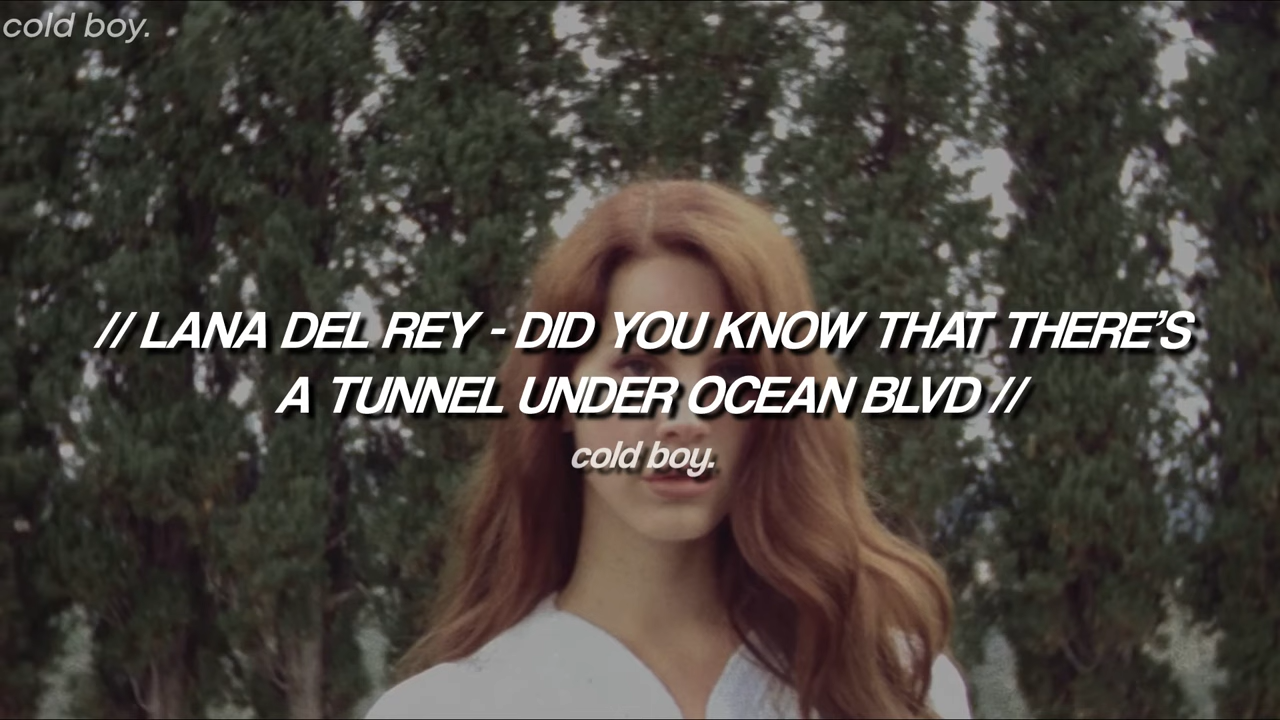 cold boy.
// LANA DEL REY - DID YOU KNOW THAT THERE’S
A TUNNEL UNDER OCEAN BLVD //
cold boy.